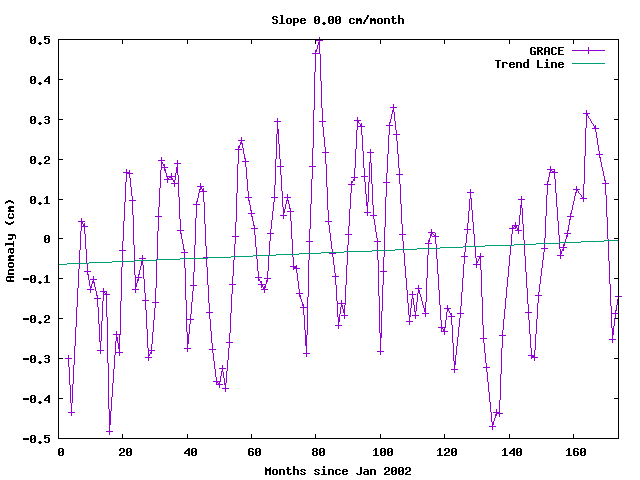 Slope 0.00 cm/month
GRACE
Trend Line
Anomaly (cm)
0.5
0.4
0.3
0.2
0.1
0
-0.1
-0.2
-0.3
-0.4
-0.5
0 20 40 60 80 100 120 140 160
Months since Jan 2002